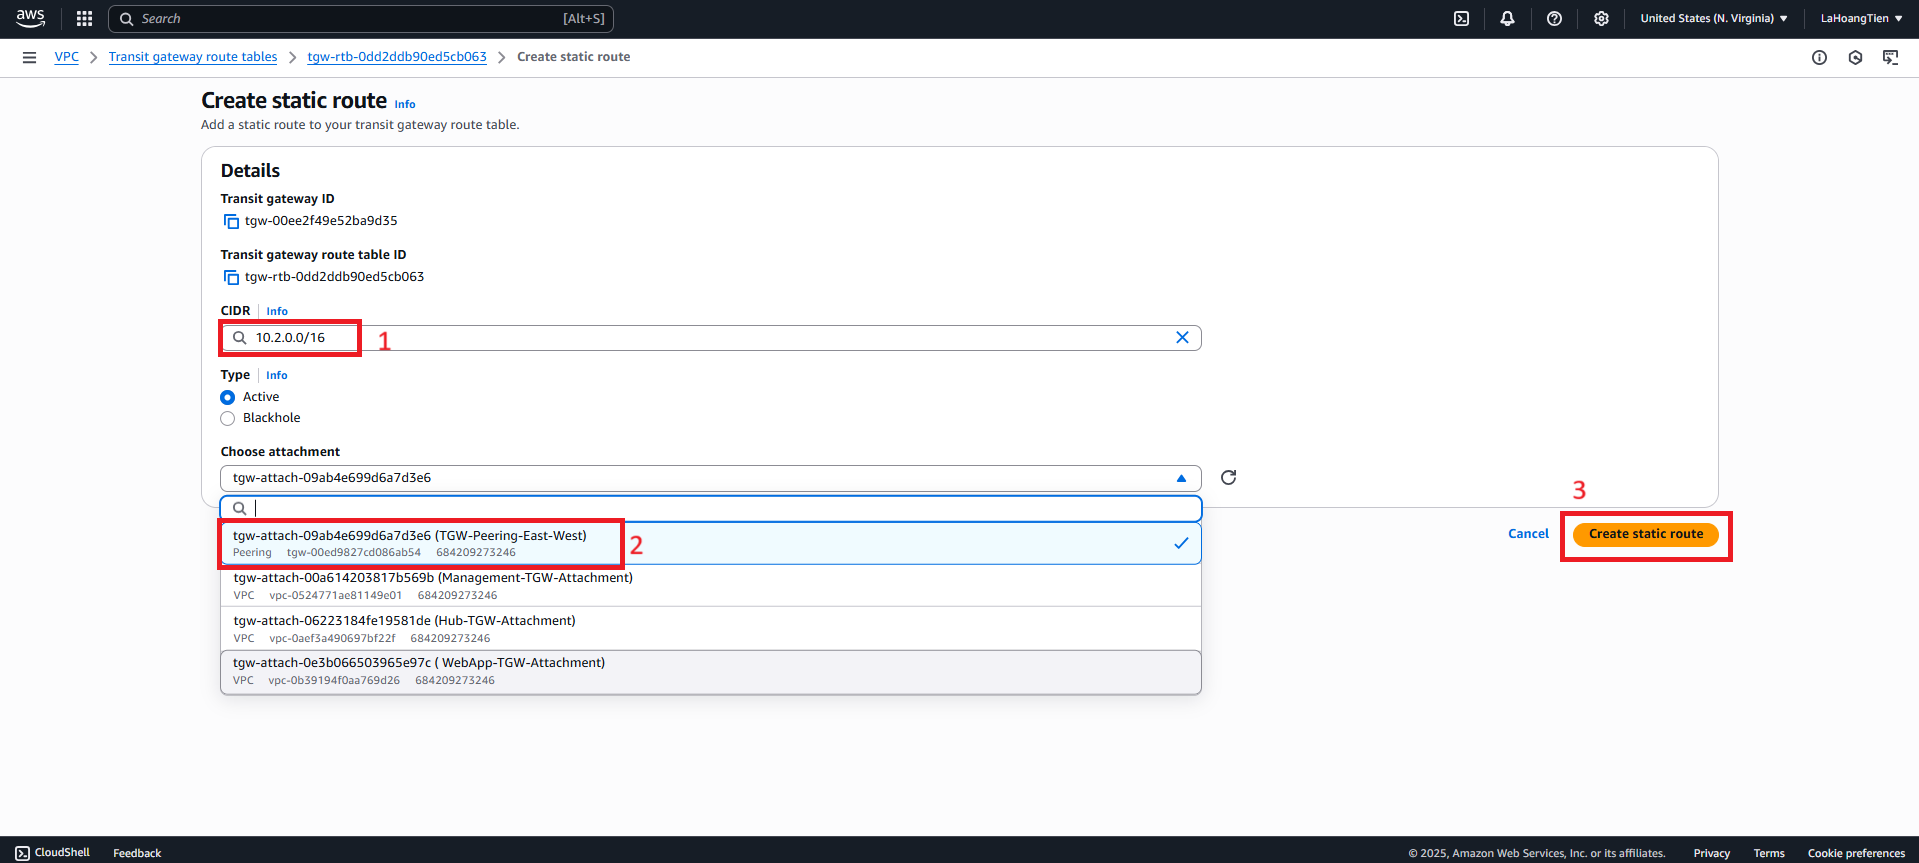 aws
Search
[Alt+S]
United States (N. Virginia)
LaHoangTien
VPC
Transit gateway route tables
tgw-rtb-0dd2ddb90ed5cb063
Create static route
Create static route Info
Add a static route to your transit gateway route table.
Details
Transit gateway ID
tgw-00ee2f49e52ba9d35
Transit gateway route table ID
tgw-rtb-0dd2ddb90ed5cb063
CIDR Info
10.2.0.0/16
1
Type Info
Active
Blackhole
Choose attachment
tgw-attach-09ab4e699d6a7d3e6
tgw-attach-09ab4e699d6a7d3e6 (TGW-Peering-East-West)
Peering tgw-00ed9827cd086ab54 684209273246
2
tgw-attach-00a614203817b569b (Management-TGW-Attachment)
VPC vpc-0524771ae81149e01 684209273246
tgw-attach-06223184fe19581de (Hub-TGW-Attachment)
VPC vpc-0aef3a490697bf22f 684209273246
tgw-attach-0e3b066503965e97c ( WebApp-TGW-Attachment)
VPC vpc-0b39194f0aa769d26 684209273246
3
Cancel
Create static route
CloudShell
Feedback
© 2025, Amazon Web Services, Inc. or its affiliates.
Privacy
Terms
Cookie preferences